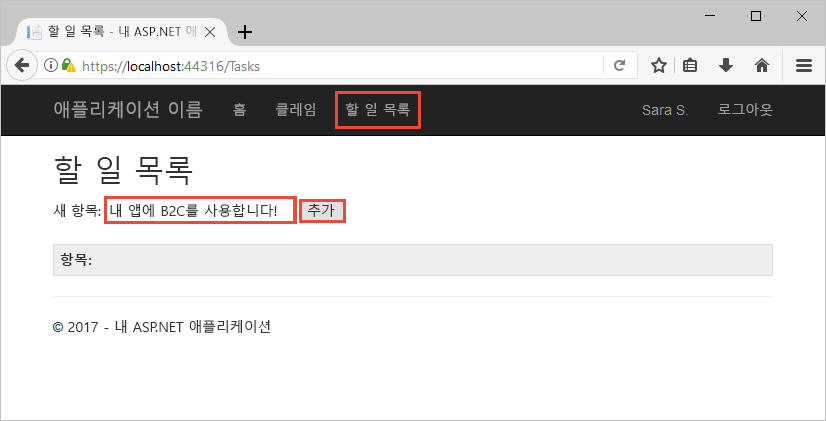 할 일 목록 - 내 ASP.NET 애
https://localhost:44316/Tasks
애플리케이션 이름 홈 클레임 할 일 목록 Sara S. 로그아웃
할 일 목록
새 항목: 내 앱에 B2C를 사용합니다! 추가
항목:
© 2017 - 내 ASP.NET 애플리케이션